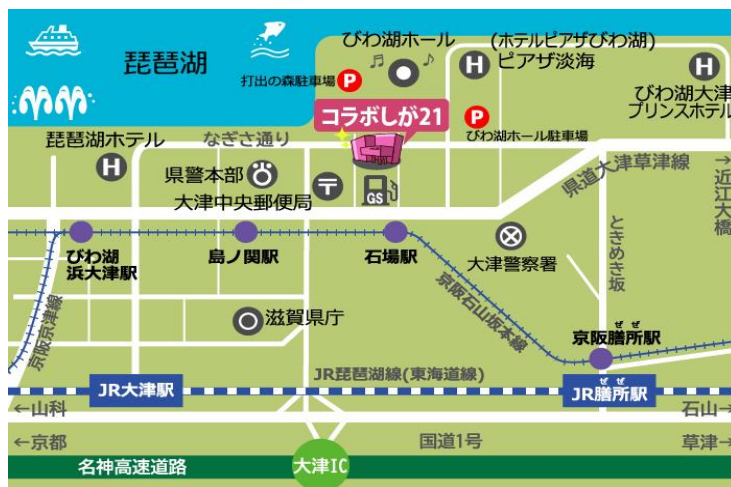 琵琶湖
びわ湖ホール
(ホテルピアザびわ湖)
ピアザ淡海
H
H
打出の森駐車場
P
コラボしが21
P
びわ湖ホール駐車場
びわ湖大津
プリンスホテル
琵琶湖ホテル
H
なぎさ通り
県警本部
大津中央郵便局
〒
GS
県道大津草津線
→近江大橋
びわ湖
浜大津駅
島ノ関駅
石場駅
大津警察署
ときめき坂
京阪京津線
滋賀県庁
京阪石山坂本線
ぜぜ
京阪膳所駅
JR大津駅
JR琵琶湖線(東海道線)
ぜぜ
JR膳所駅
←山科
石山→
←京都
国道1号
草津→
名神高速道路
大津IC